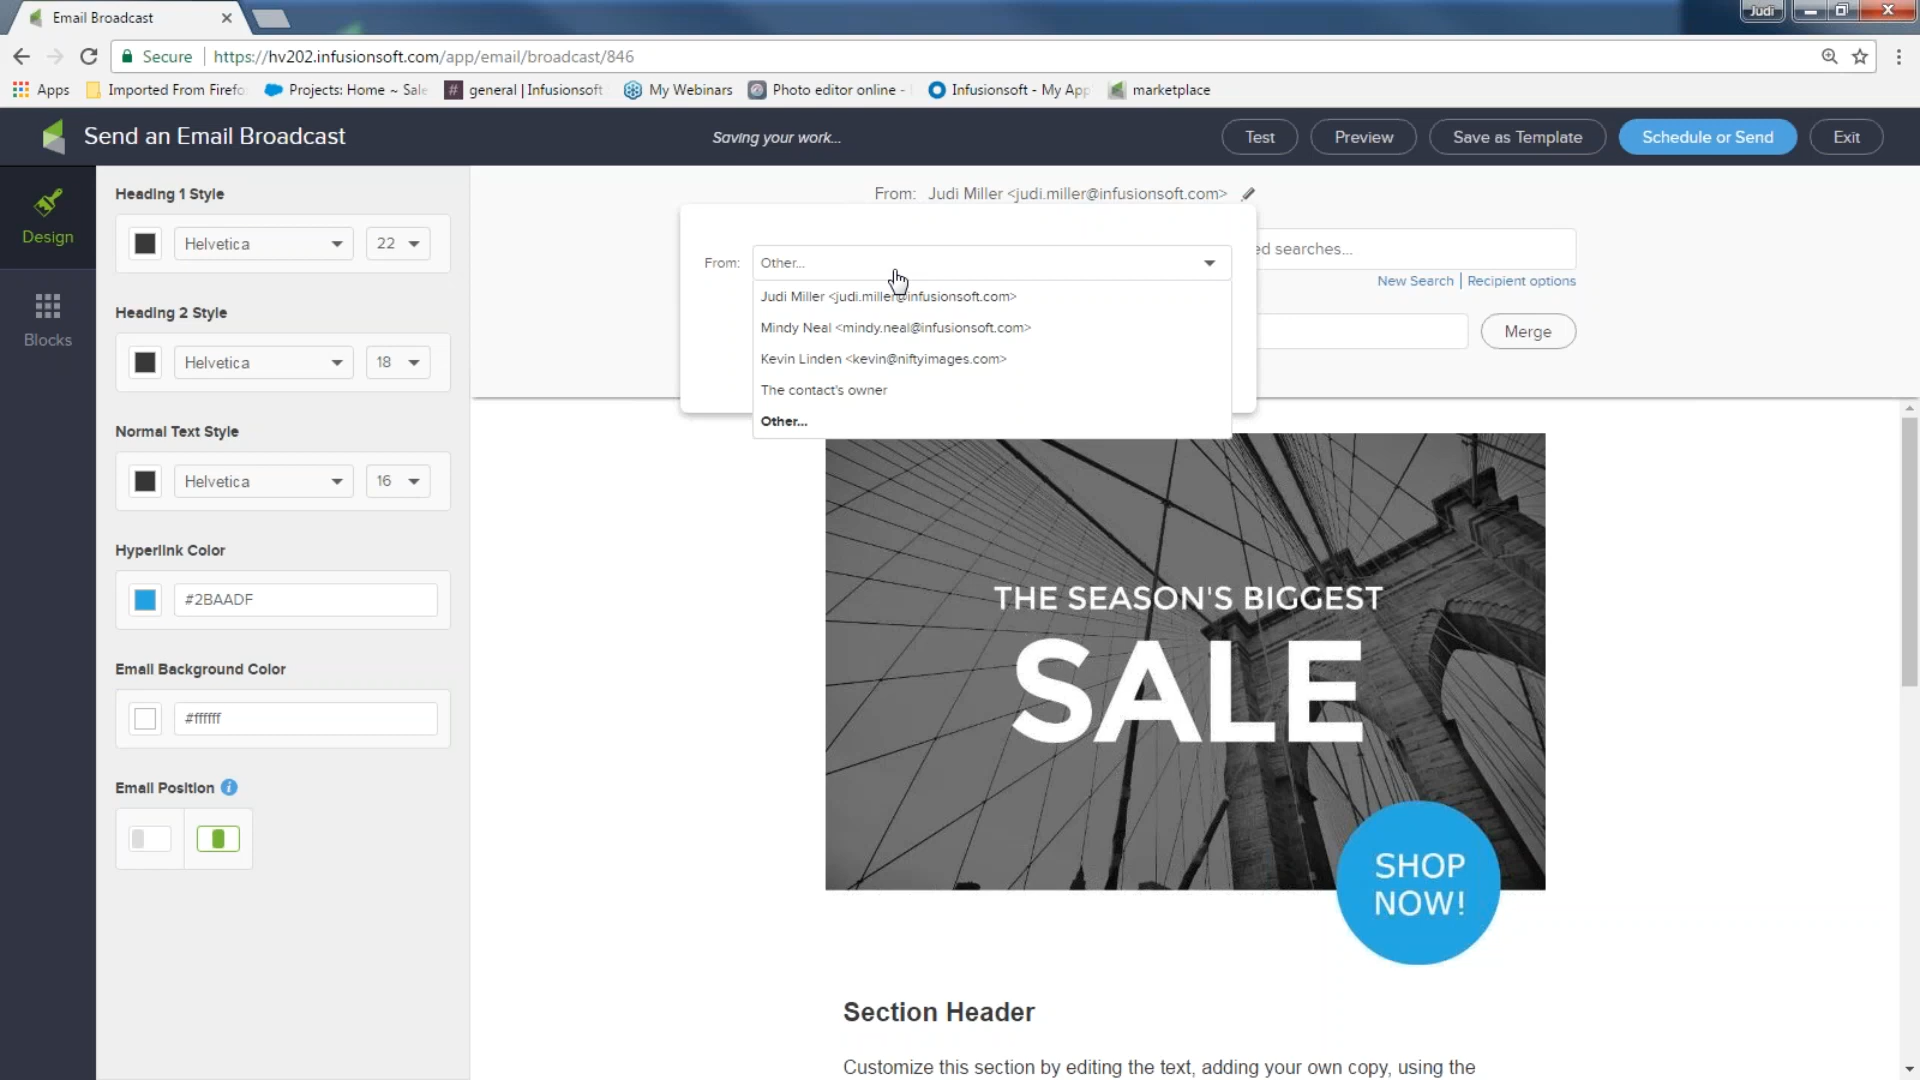 Email Broadcast
Judi
Secure https://hv202.infusionsoft.com/app/email/broadcast/846
Apps Imported From Firefo Projects: Home ~ Sale # general | Infusionsoft My Webinars Photo editor online - Infusionsoft - My App marketplace
Send an Email Broadcast Saving your work... Test Preview Save as Template Schedule or Send Exit
Design
Blocks
Heading 1 Style
Helvetica 22
Heading 2 Style
Helvetica 18
Normal Text Style
Helvetica 16
Hyperlink Color
#2BAADF
Email Background Color
#ffffff
Email Position
From: Judi Miller <judi.miller@infusionsoft.com>
ed searches...
New Search | Recipient options
Merge
From: Other...
Judi Miller <judi.miller@infusionsoft.com>
Mindy Neal <mindy.neal@infusionsoft.com>
Kevin Linden <kevin@niftyimages.com>
The contact's owner
Other...
THE SEASON'S BIGGEST
SALE
SHOP
NOW!
Section Header
Customize this section by editing the text, adding your own copy, using the